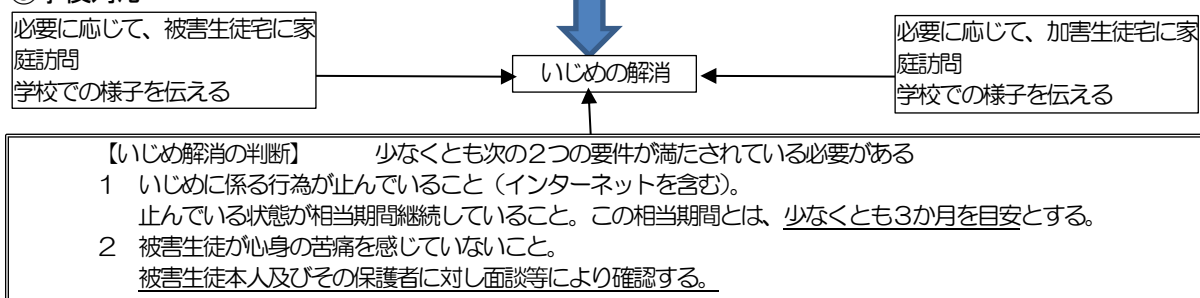 必要に応じて、被害生徒宅に家
庭訪問
学校での様子を伝える
いじめの解消
必要に応じて、加害生徒宅に家
庭訪問
学校での様子を伝える
【いじめ解消の判断】 少なくとも次の2つの要件が満たされている必要がある
1 いじめに係る行為が止んでいること（インターネットを含む）。
止んでいる状態が相当期間継続していること。この相当期間とは、少なくとも3か月を目安とする。
2 被害生徒が心身の苦痛を感じていないこと。
被害生徒本人及びその保護者に対し面談等により確認する。